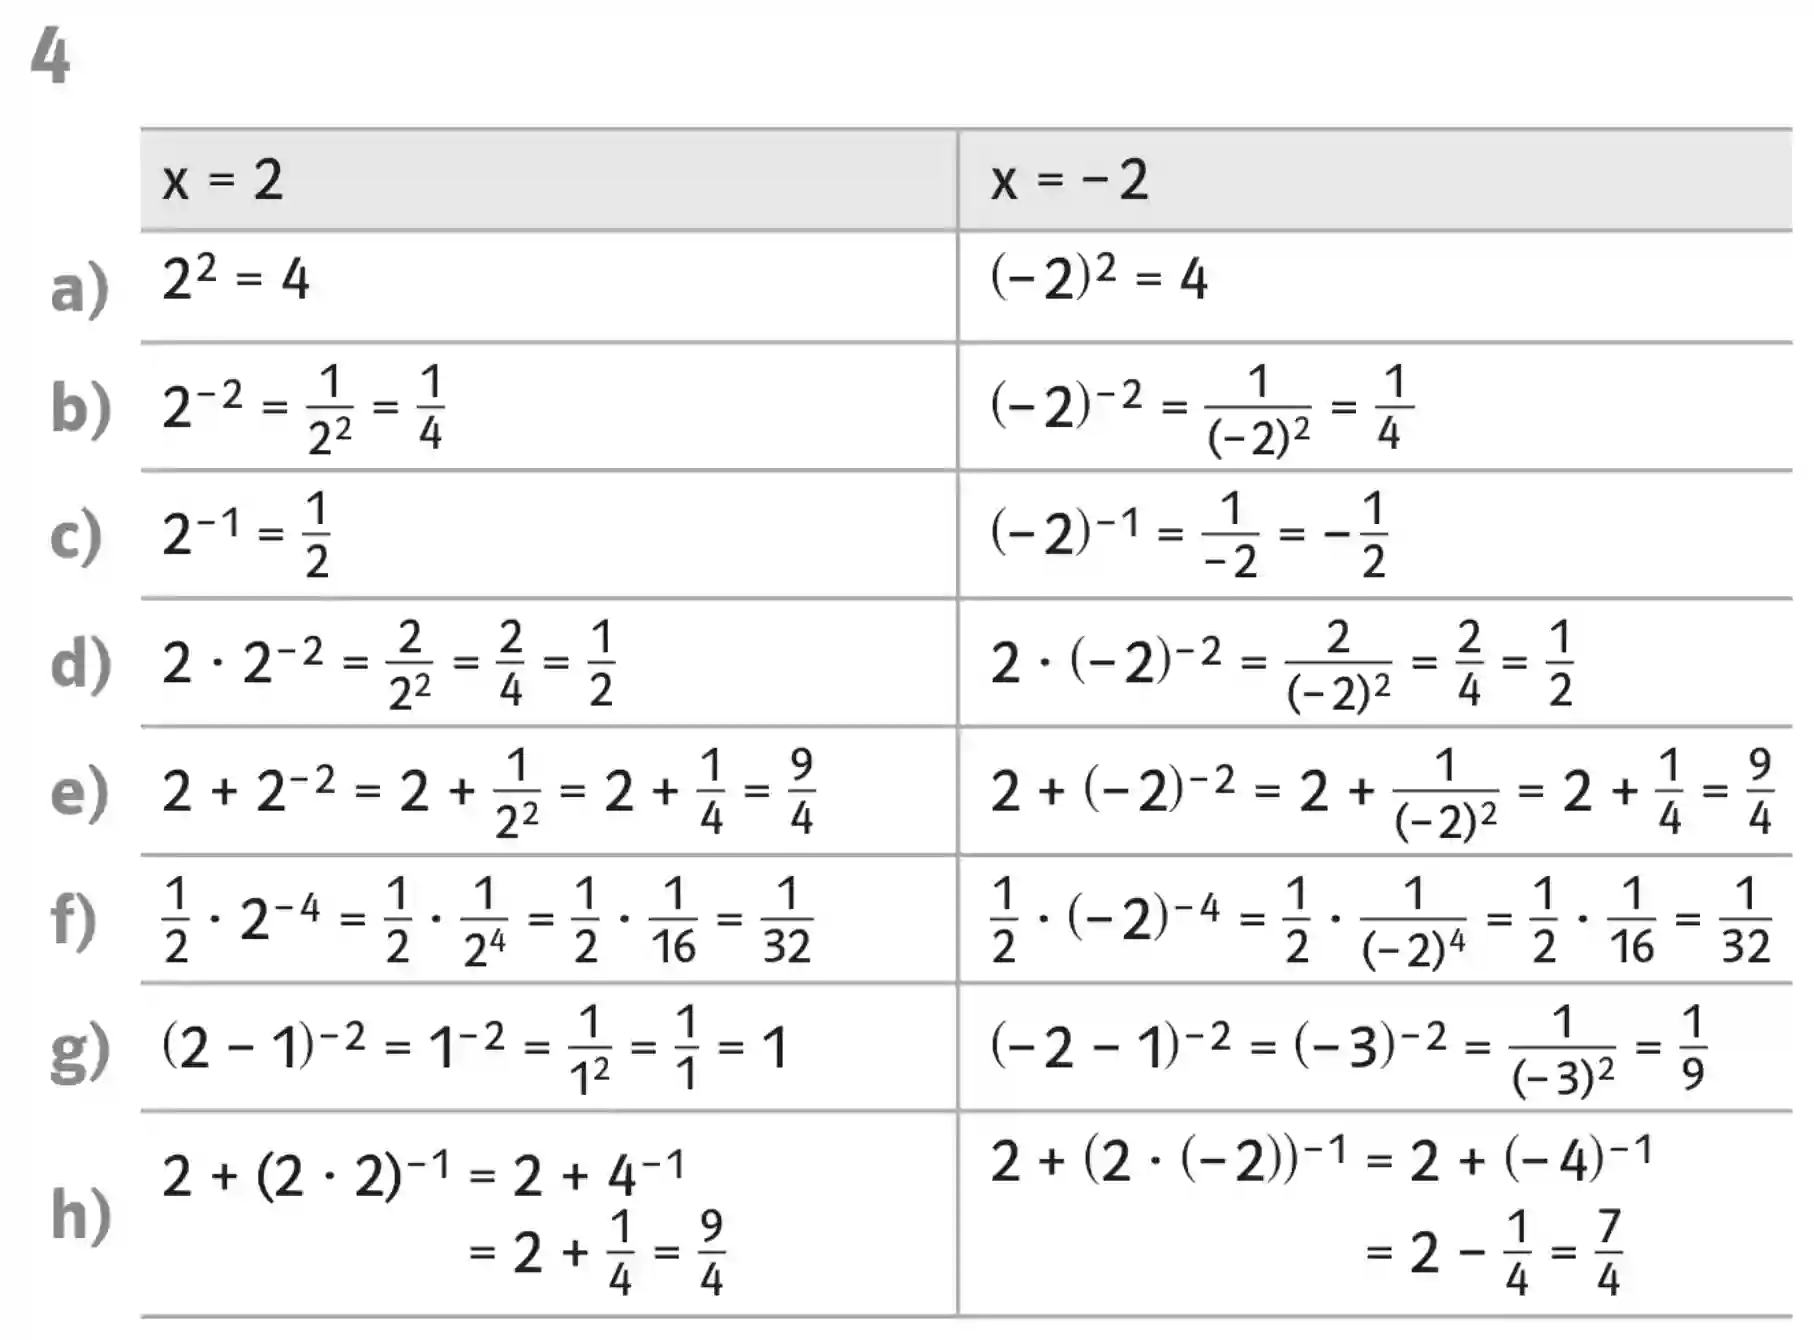 4
x = 2 x = – 2
a) 2² = 4 (– 2)² = 4
b) 2⁻² = 1/2² = 1/4 (– 2)⁻² = 1/(– 2)² = 1/4
c) 2⁻¹ = 1/2 (– 2)⁻¹ = 1/– 2 = – 1/2
d) 2 · 2⁻² = 2/2² = 2/4 = 1/2 2 · (– 2)⁻² = 2/(– 2)² = 2/4 = 1/2
e) 2 + 2⁻² = 2 + 1/2² = 2 + 1/4 = 9/4 2 + (– 2)⁻² = 2 + 1/(– 2)² = 2 + 1/4 = 9/4
f) 1/2 · 2⁻⁴ = 1/2 · 1/2⁴ = 1/2 · 1/16 = 1/32 1/2 · (– 2)⁻⁴ = 1/2 · 1/(– 2)⁴ = 1/2 · 1/16 = 1/32
g) (2 – 1)⁻² = 1⁻² = 1/1² = 1/1 = 1 (– 2 – 1)⁻² = (– 3)⁻² = 1/(– 3)² = 1/9
h) 2 + (2 · 2)⁻¹ = 2 + 4⁻¹ 2 + (2 · (– 2))⁻¹ = 2 + (– 4)⁻¹
= 2 + 1/4 = 9/4 = 2 – 1/4 = 7/4